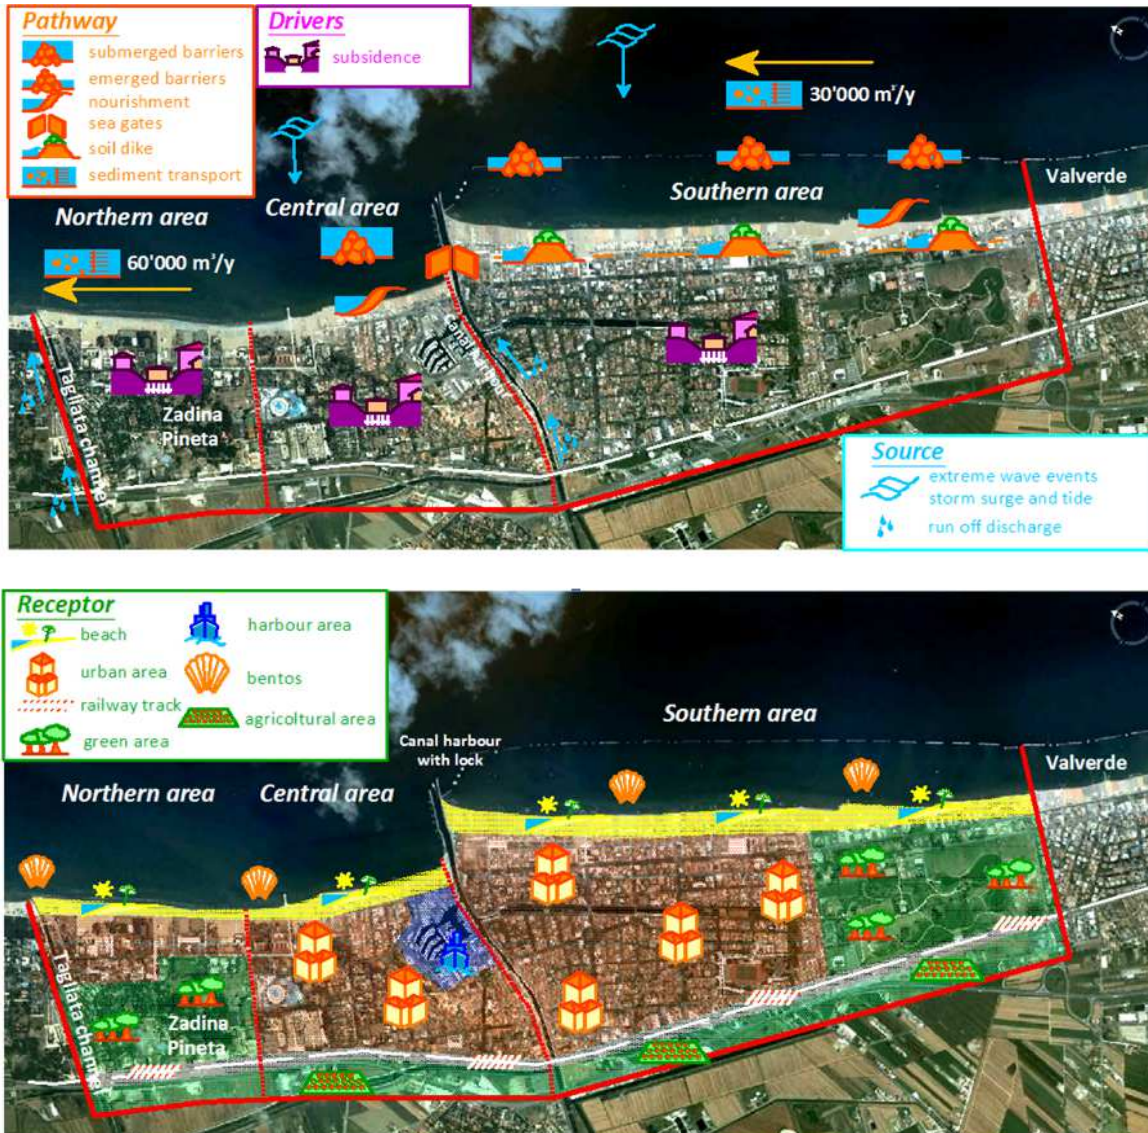 Pathway
submerged barriers
emerged barriers
nourishment
sea gates
soil dike
sediment transport
Drivers
subsidence
30'000 m³/y
Valverde
Southern area
Central area
Northern area
60'000 m³/y
Canal harbour
Tagliata channel
Zadina
Pineta
Source
extreme wave events
storm surge and tide
run off discharge
Receptor
beach
harbour area
urban area
bentos
railway track
agricoltural area
green area
Southern area
Canal harbour
with lock
Valverde
Northern area
Central area
Tagliata channel
Zadina
Pineta